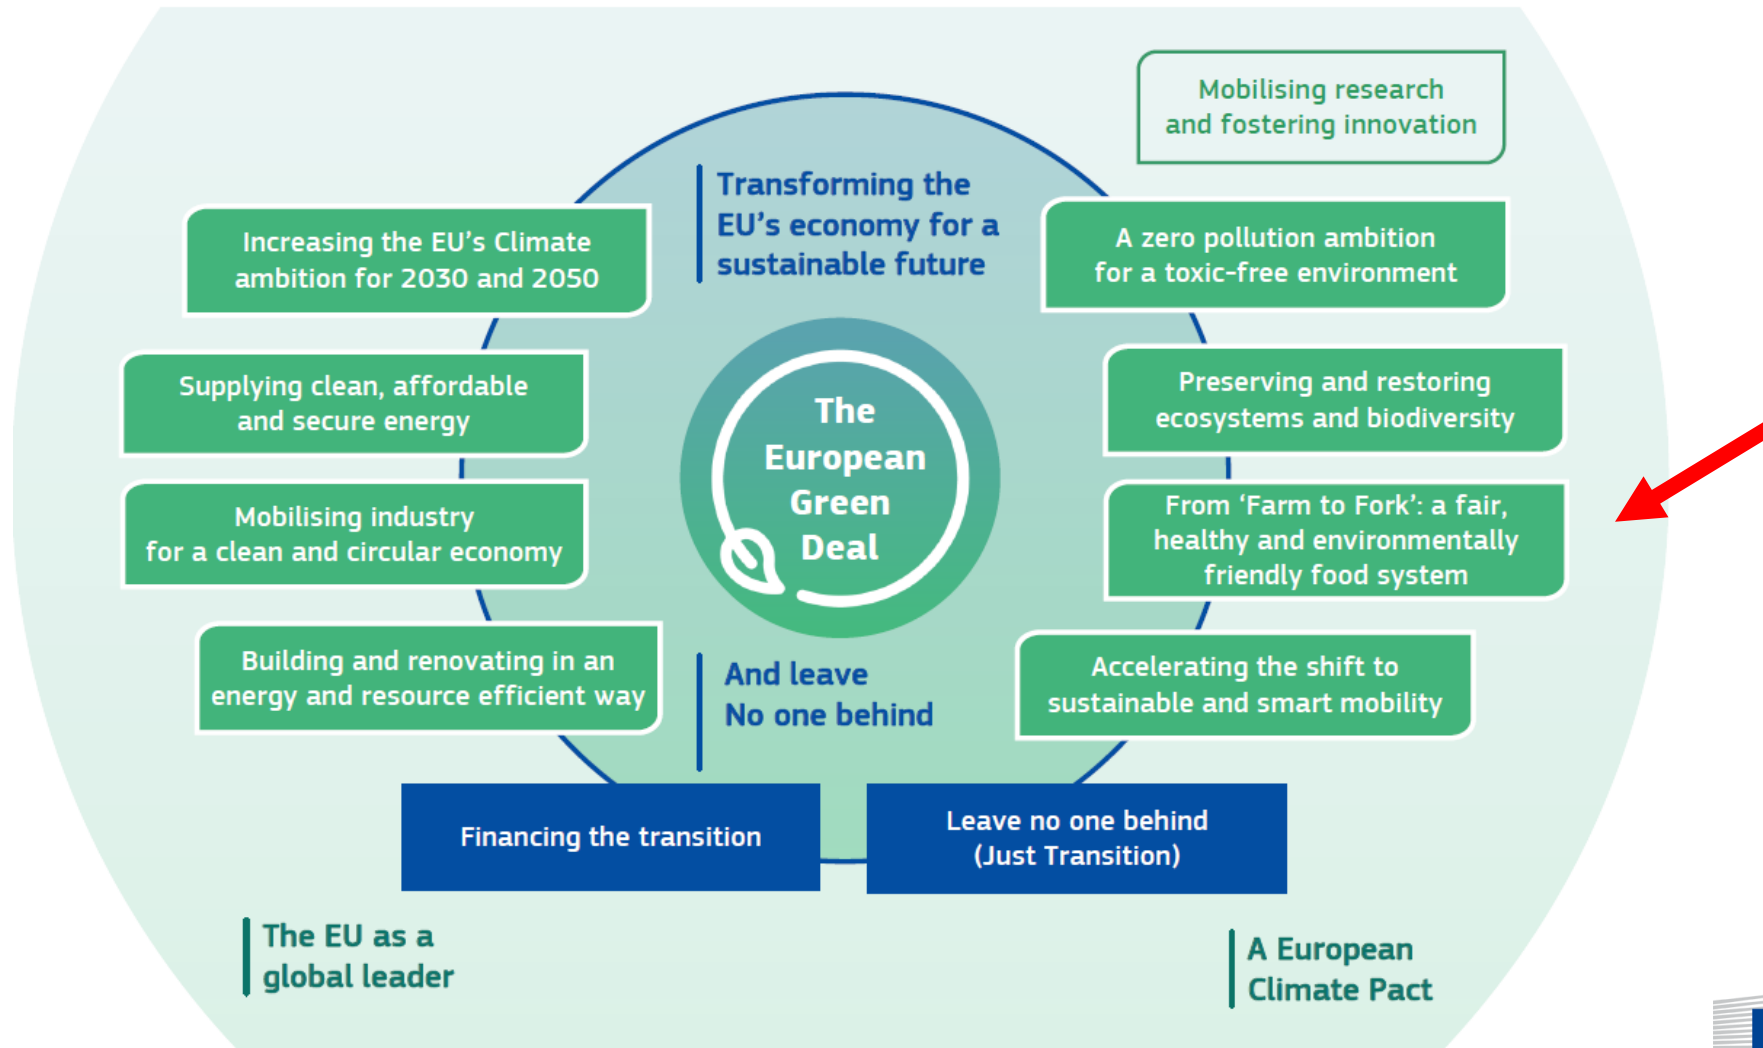 Mobilising research
and fostering innovation
Transforming the
EU's economy for a
sustainable future
Increasing the EU's Climate
ambition for 2030 and 2050
A zero pollution ambition
for a toxic-free environment
Supplying clean, affordable
and secure energy
Preserving and restoring
ecosystems and biodiversity
The
European
Green
Deal
Mobilising industry
for a clean and circular economy
From ‘Farm to Fork’: a fair,
healthy and environmentally
friendly food system
Building and renovating in an
energy and resource efficient way
And leave
No one behind
Accelerating the shift to
sustainable and smart mobility
Financing the transition
Leave no one behind
(Just Transition)
The EU as a
global leader
A European
Climate Pact